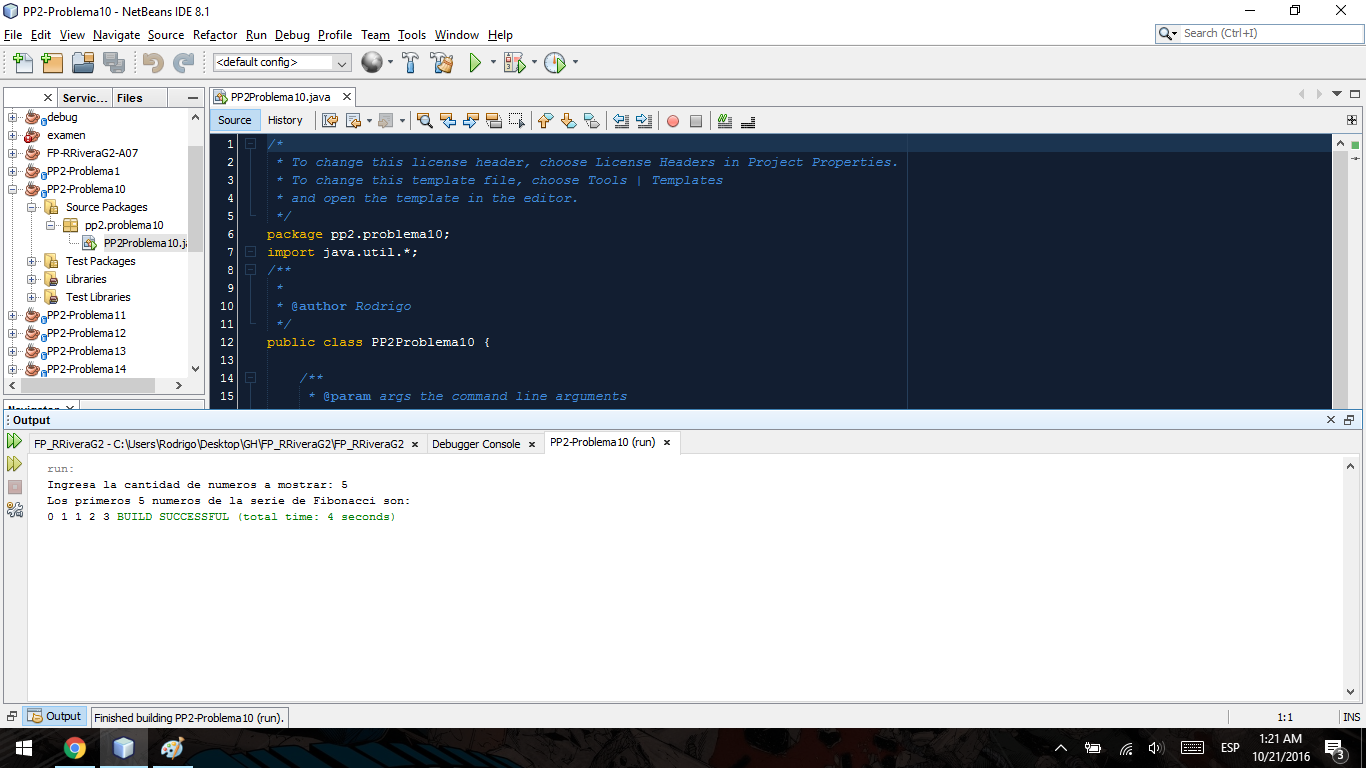 PP2-Problema10 - NetBeans IDE 8.1
File Edit View Navigate Source Refactor Run Debug Profile Team Tools Window Help
Search (Ctrl+I)
<default config>
Servic... Files
debug
examen
FP-RRiveraG2-A07
PP2-Problema1
PP2-Problema10
Source Packages
pp2.problema10
PP2Problema10.ja
Test Packages
Libraries
Test Libraries
PP2-Problema11
PP2-Problema12
PP2-Problema13
PP2-Problema14
Navigator
PP2Problema10.java
Source History
1 /*
2 * To change this license header, choose License Headers in Project Properties.
3 * To change this template file, choose Tools | Templates
4 * and open the template in the editor.
5 */
6 package pp2.problema10;
7 import java.util.*;
8 /**
9 *
10 * @author Rodrigo
11 */
12 public class PP2Problema10 {
13
14 /**
15 * @param args the command line arguments
Output
FP_RRiveraG2 - C:\Users\Rodrigo\Desktop\GH\FP_RRiveraG2\FP_RRiveraG2 Debugger Console PP2-Problema10 (run)
run:
Ingresa la cantidad de numeros a mostrar: 5
Los primeros 5 numeros de la serie de Fibonacci son:
0 1 1 2 3 BUILD SUCCESSFUL (total time: 4 seconds)
Output Finished building PP2-Problema10 (run). 1:1 INS
ESP
1:21 AM
10/21/2016
3